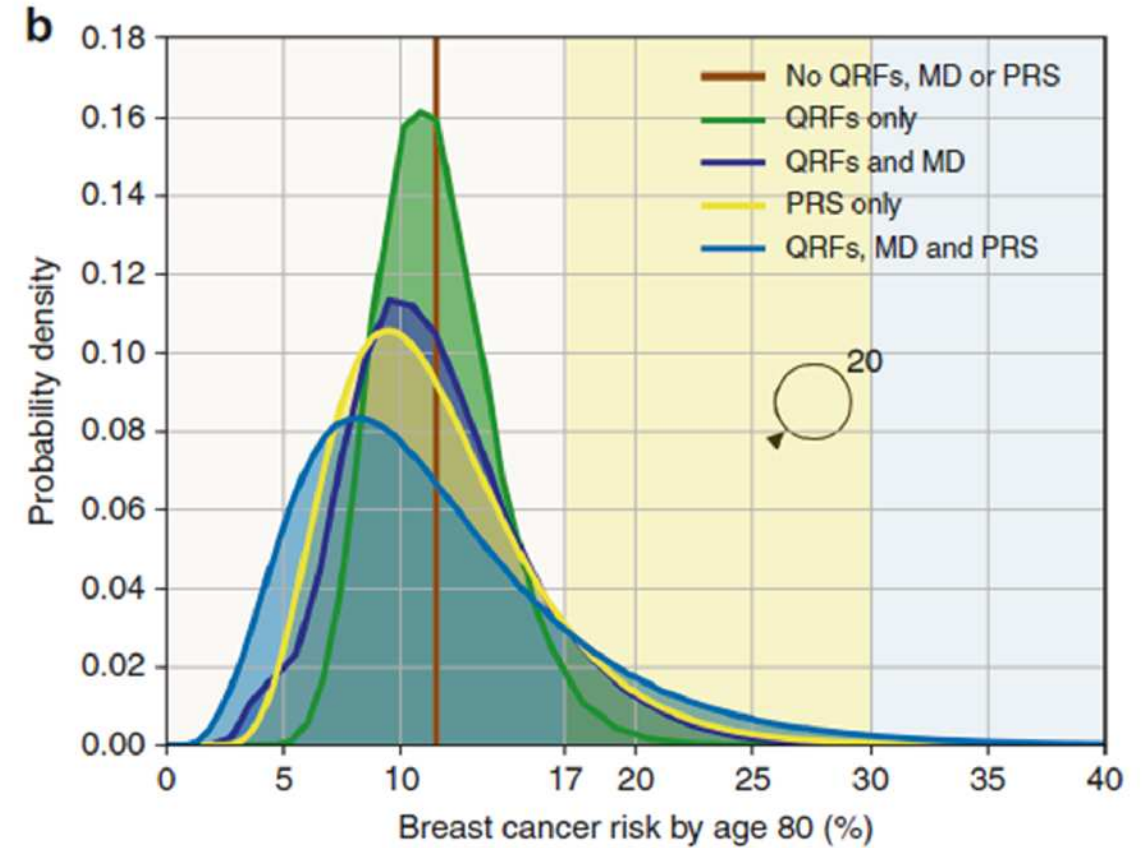 b
0.18
0.16
0.14
0.12
0.10
0.08
0.06
0.04
0.02
0.00
Probability density
No QRFs, MD or PRS
QRFs only
QRFs and MD
PRS only
QRFs, MD and PRS
20
0 5 10 17 20 25 30 35 40
Breast cancer risk by age 80 (%)